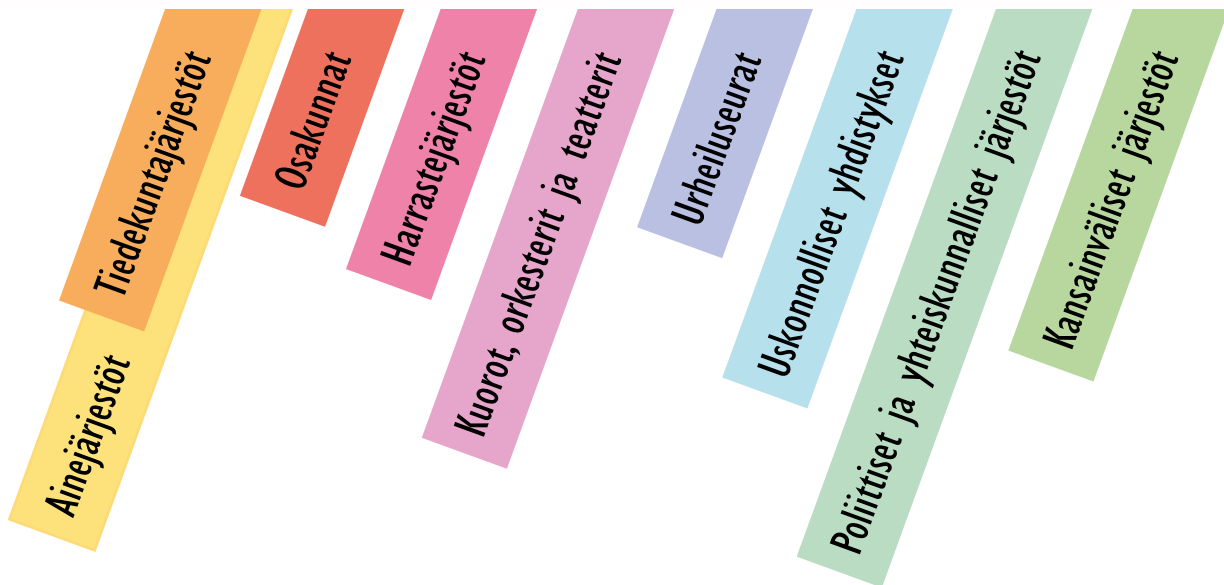 Ainejärjestöt
Tiedekuntajärjestöt
Osakunnat
Harrastejärjestöt
Kuorot, orkesterit ja teatterit
Urheiluseurat
Uskonnolliset yhdistykset
Poliittiset ja yhteiskunnalliset järjestöt
Kansainväliset järjestöt